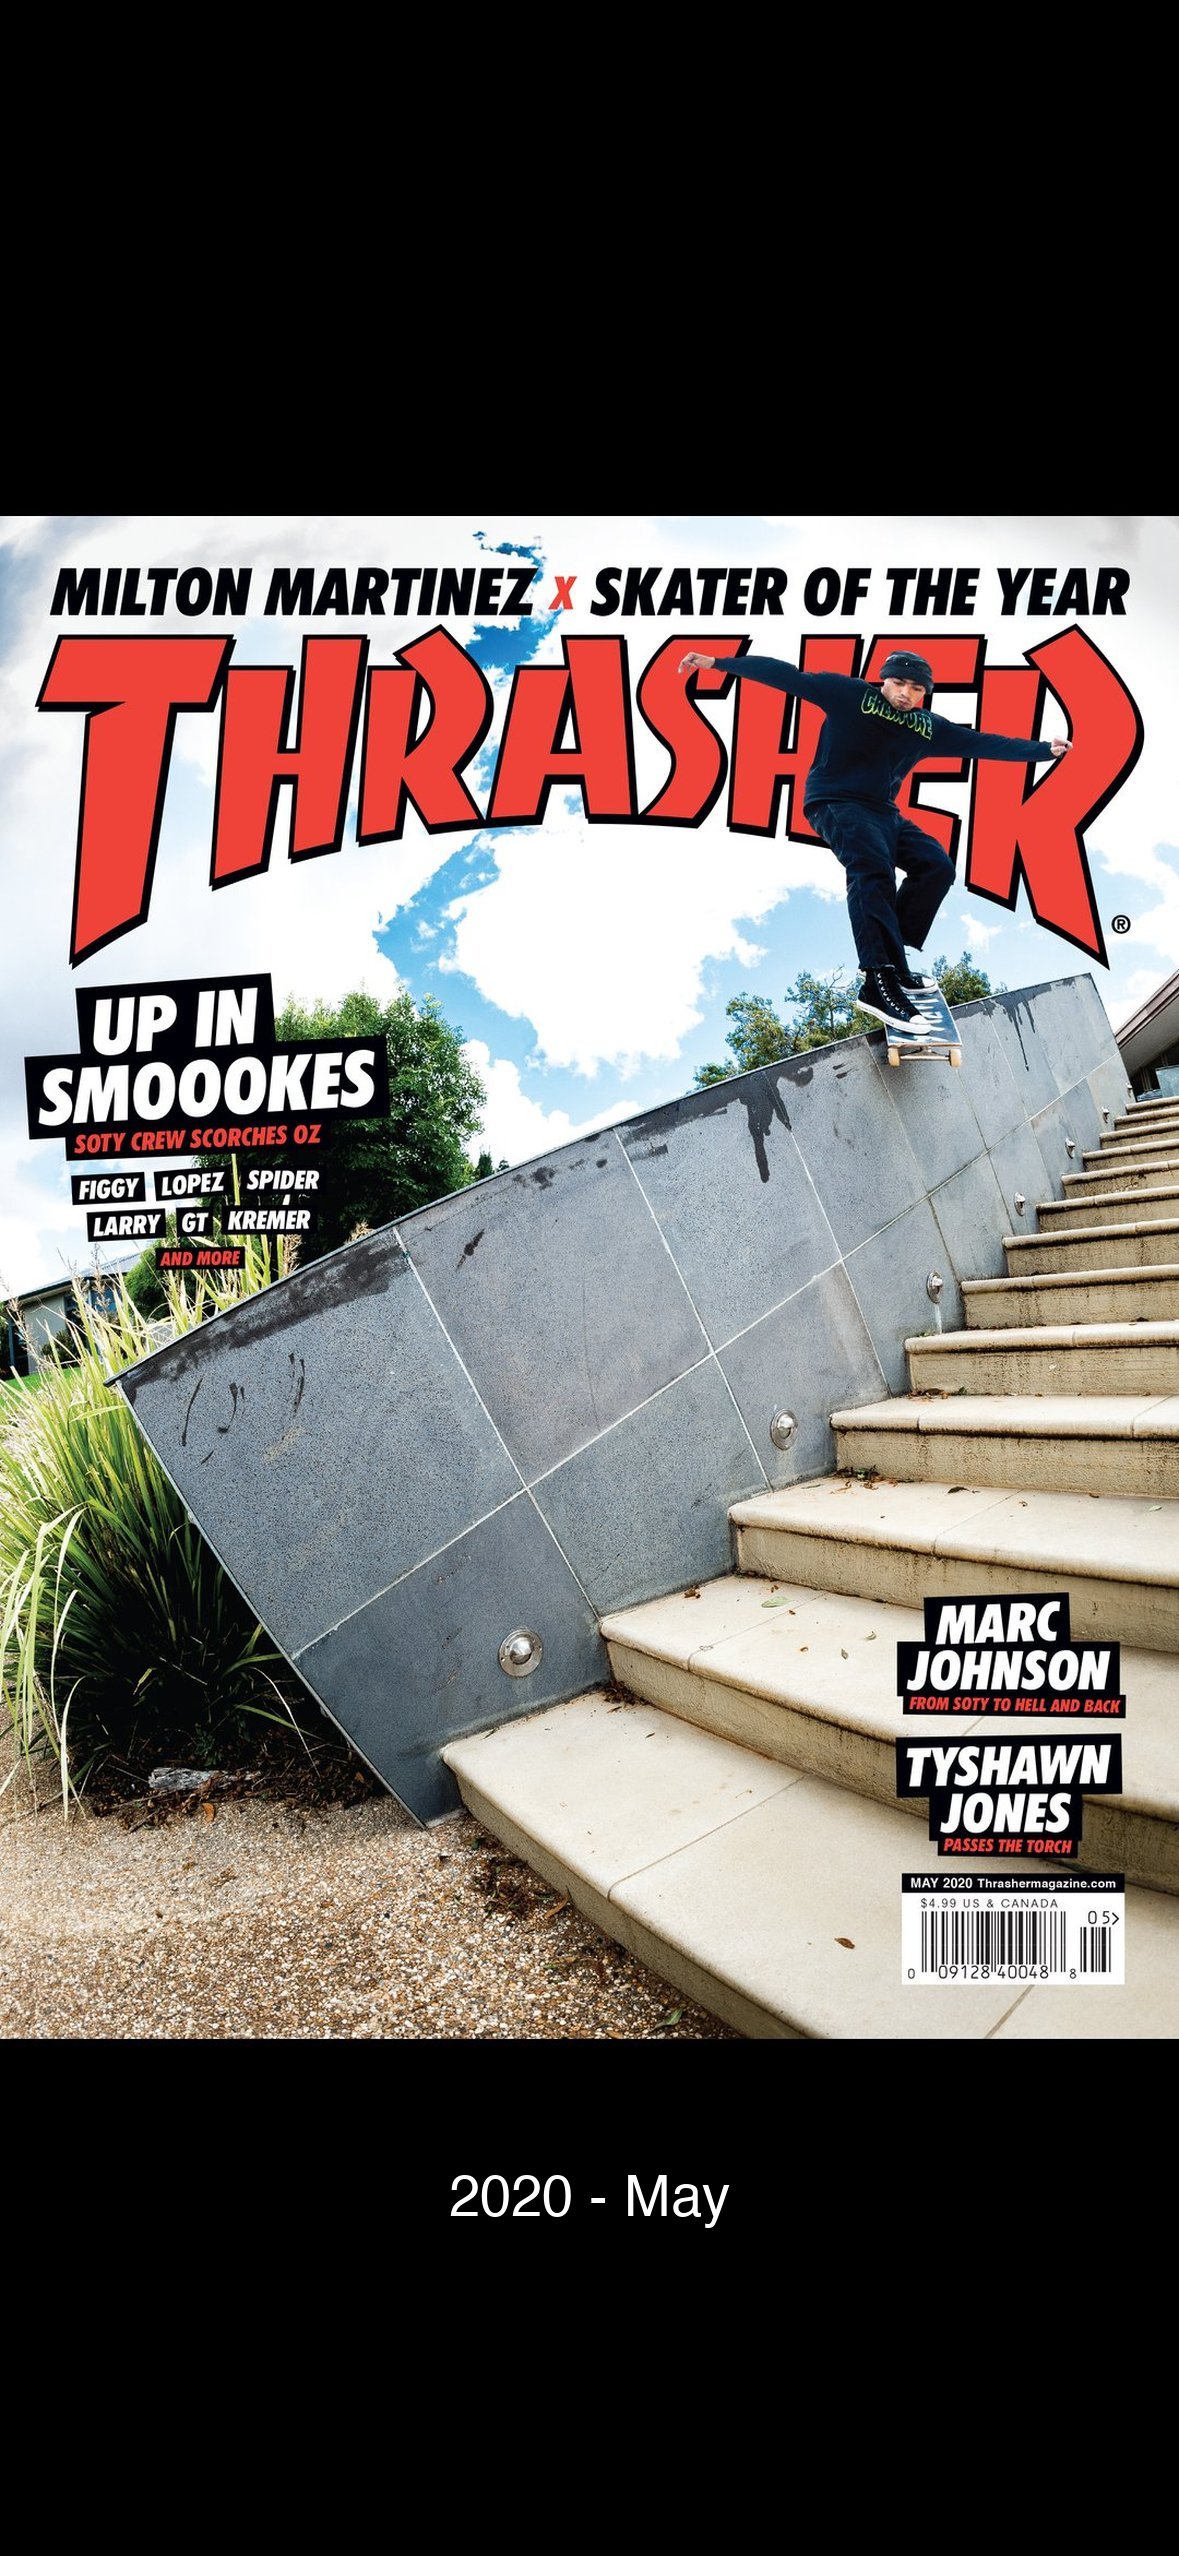 MILTON MARTINEZ X SKATER OF THE YEAR
THRASHER
®
CREATURE
UP IN
SMOOOKES
SOTY CREW SCORCHES OZ
FIGGY LOPEZ SPIDER
LARRY GT KREMER
AND MORE
MARC
JOHNSON
FROM SOTY TO HELL AND BACK
TYSHAWN
JONES
PASSES THE TORCH
MAY 2020 Thrashermagazine.com
$4.99 US & CANADA
05>
0 09128 40048 8
2020 - May